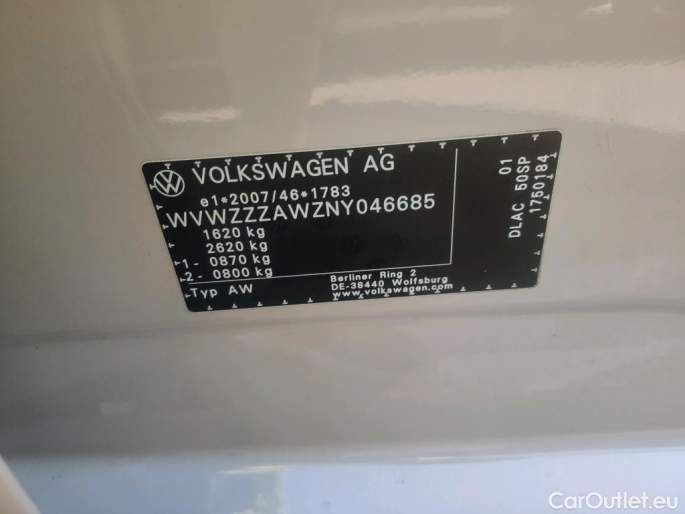 VOLKSWAGEN AG
e1*2007/46*1783
WVWZZZAWZNY046685
1620 kg
2620 kg
1- 0870 kg
2- 0800 kg
Typ AW
Berliner Ring 2
DE-38440 Wolfsburg
www.volkswagen.com
01
DLAC 50SP
1750184
CarOutlet.eu